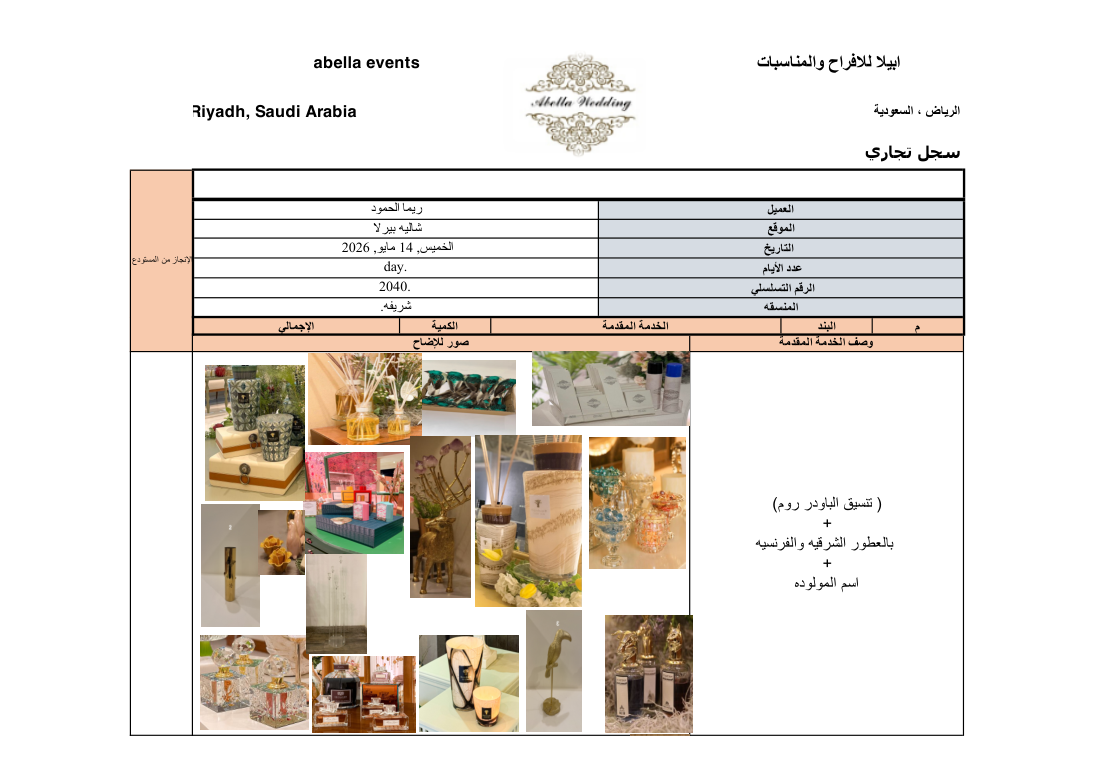 abella events
ابيلا للافراح والمناسبات
Abella Wedding
Riyadh, Saudi Arabia
الرياض ، السعودية
سجل تجاري
العميل ريما الحمود
الموقع شاليه بيرلا
التاريخ الخميس, 14 مايو, 2026
عدد الأيام day.
الرقم التسلسلي 2040.
المنسقه شريفه.
الإنجاز من المستودع
م البند الخدمة المقدمة الكمية الإجمالي
وصف الخدمة المقدمة صور للإضاح
( تنسيق الباودر روم)
+
بالعطور الشرقيه والفرنسيه
+
اسم المولوده